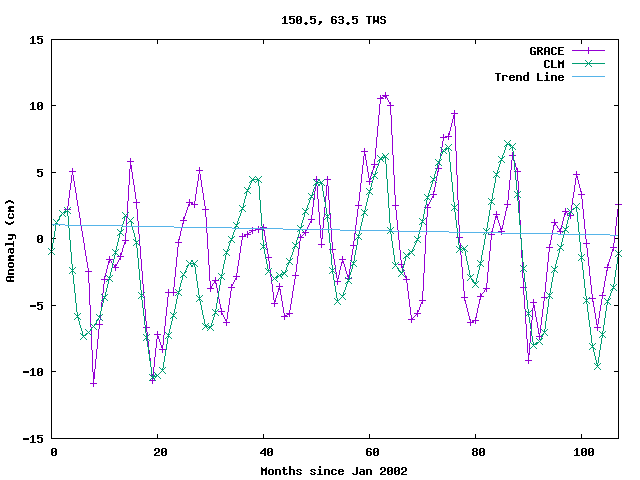 150.5, 63.5 TWS
15
10
5
0
-5
-10
-15
Anomaly (cm)
GRACE
CLM
Trend Line
0 20 40 60 80 100
Months since Jan 2002